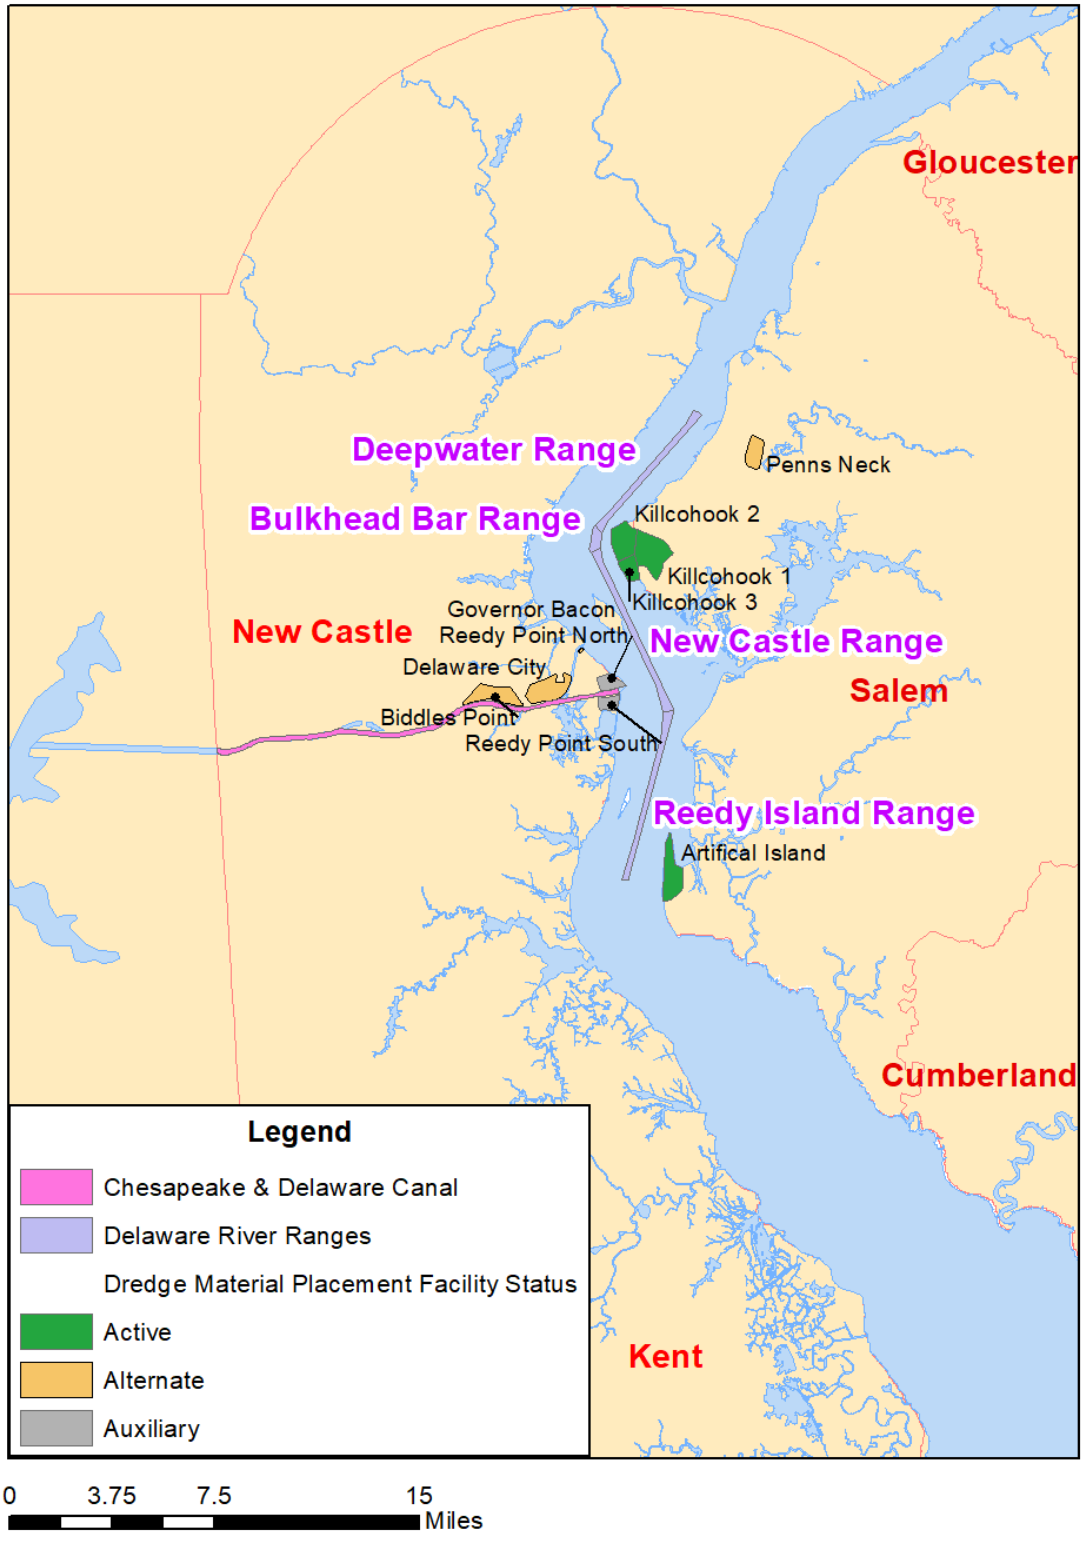 Gloucester
Deepwater Range
Penns Neck
Killcohook 2
Bulkhead Bar Range
Killcohook 1
Killcohook 3
Governor Bacon
New Castle
Reedy Point North
New Castle Range
Delaware City
Salem
Biddles Point
Reedy Point South
Reedy Island Range
Artifical Island
Cumberland
Kent
Legend
Chesapeake & Delaware Canal
Delaware River Ranges
Dredge Material Placement Facility Status
Active
Alternate
Auxiliary
0 3.75 7.5 15
Miles